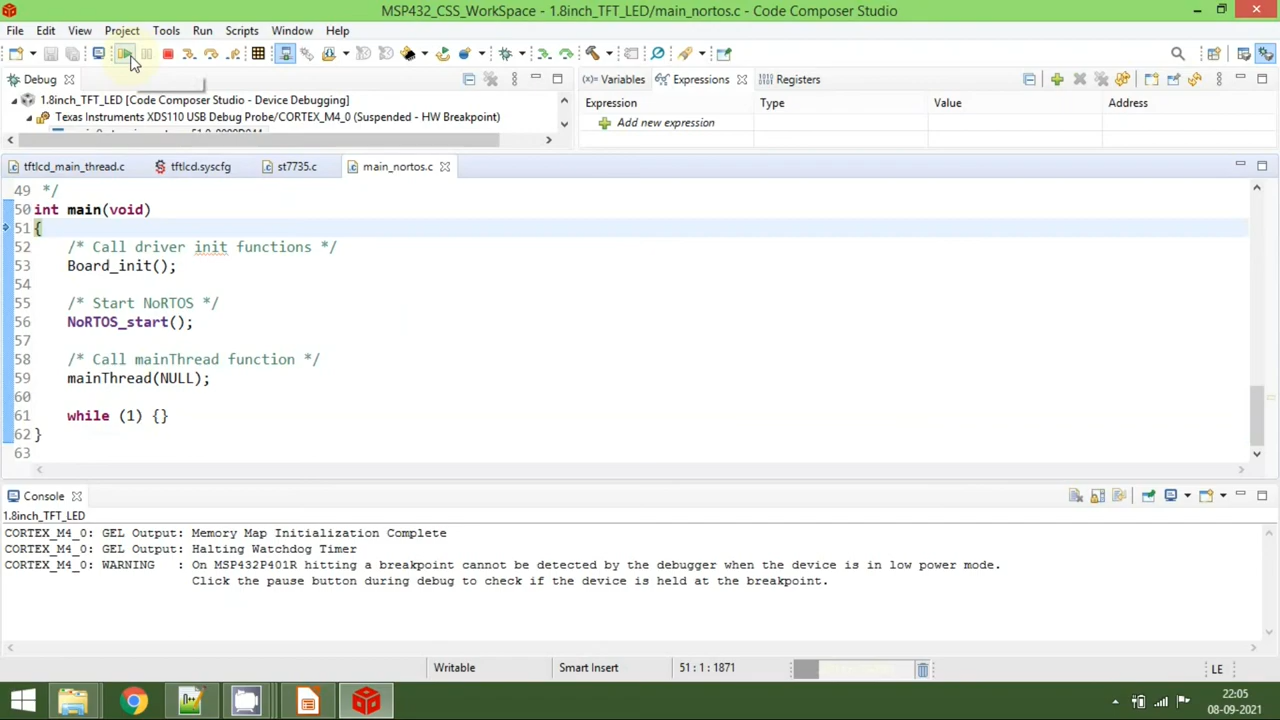 MSP432_CSS_WorkSpace - 1.8inch_TFT_LED/main_nortos.c - Code Composer Studio
File Edit View Project Tools Run Scripts Window Help
Debug
(x)= Variables Expressions Registers
1.8inch_TFT_LED [Code Composer Studio - Device Debugging]
Texas Instruments XDS110 USB Debug Probe/CORTEX_M4_0 (Suspended - HW Breakpoint)
Expression Type Value Address
Add new expression
tftlcd_main_thread.c tftlcd.syscfg st7735.c main_nortos.c
49 */
50 int main(void)
51 {
52 /* Call driver init functions */
53 Board_init();
54
55 /* Start NoRTOS */
56 NoRTOS_start();
57
58 /* Call mainThread function */
59 mainThread(NULL);
60
61 while (1) {}
62 }
63
Console
1.8inch_TFT_LED
CORTEX_M4_0: GEL Output: Memory Map Initialization Complete
CORTEX_M4_0: GEL Output: Halting Watchdog Timer
CORTEX_M4_0: WARNING : On MSP432P401R hitting a breakpoint cannot be detected by the debugger when the device is in low power mode.
Click the pause button during debug to check if the device is held at the breakpoint.
Writable Smart Insert 51 : 1 : 1871 LE
22:05
08-09-2021